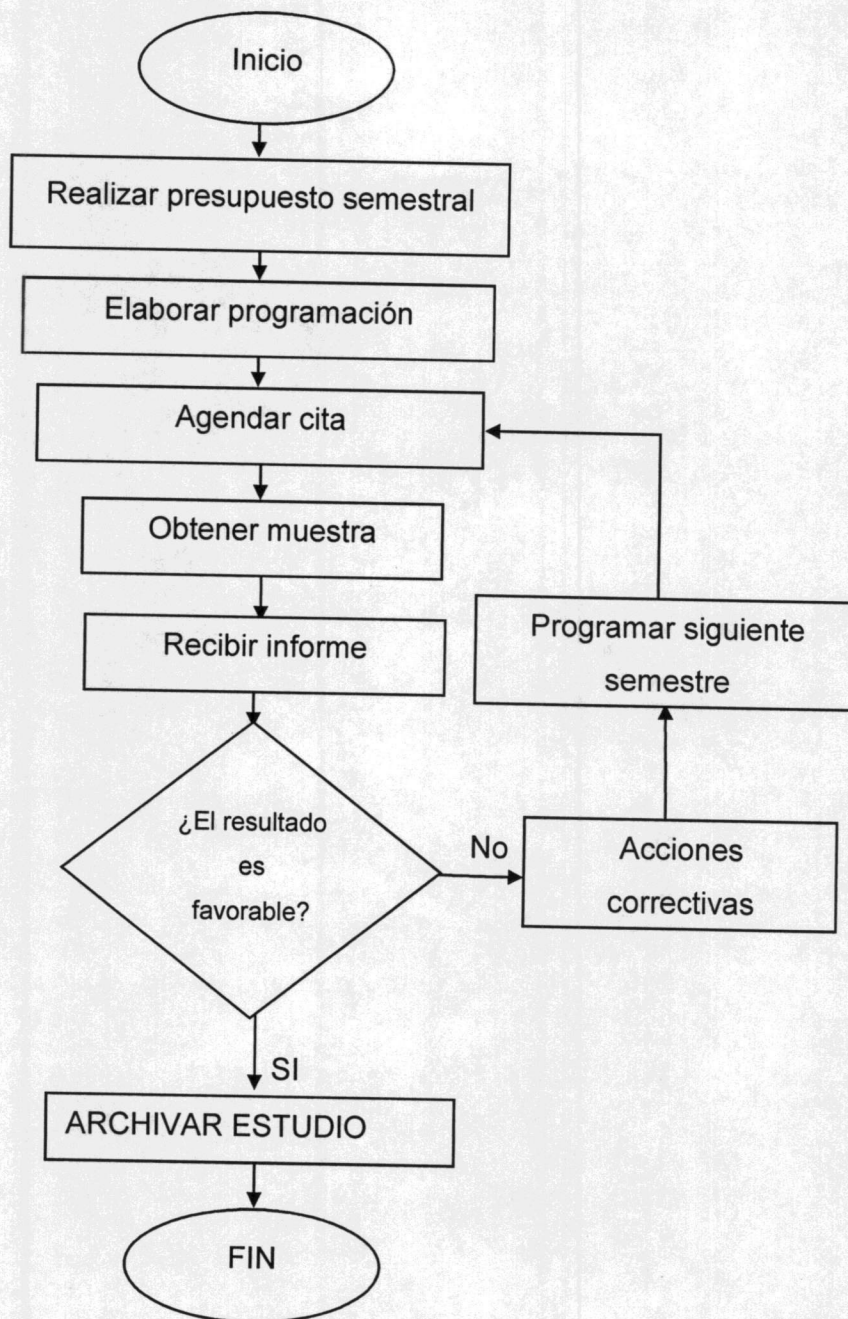 Inicio
Realizar presupuesto semestral
Elaborar programación
Agendar cita
Obtener muestra
Recibir informe
Programar siguiente
semestre
¿El resultado
es
favorable?
No
Acciones
correctivas
SI
ARCHIVAR ESTUDIO
FIN